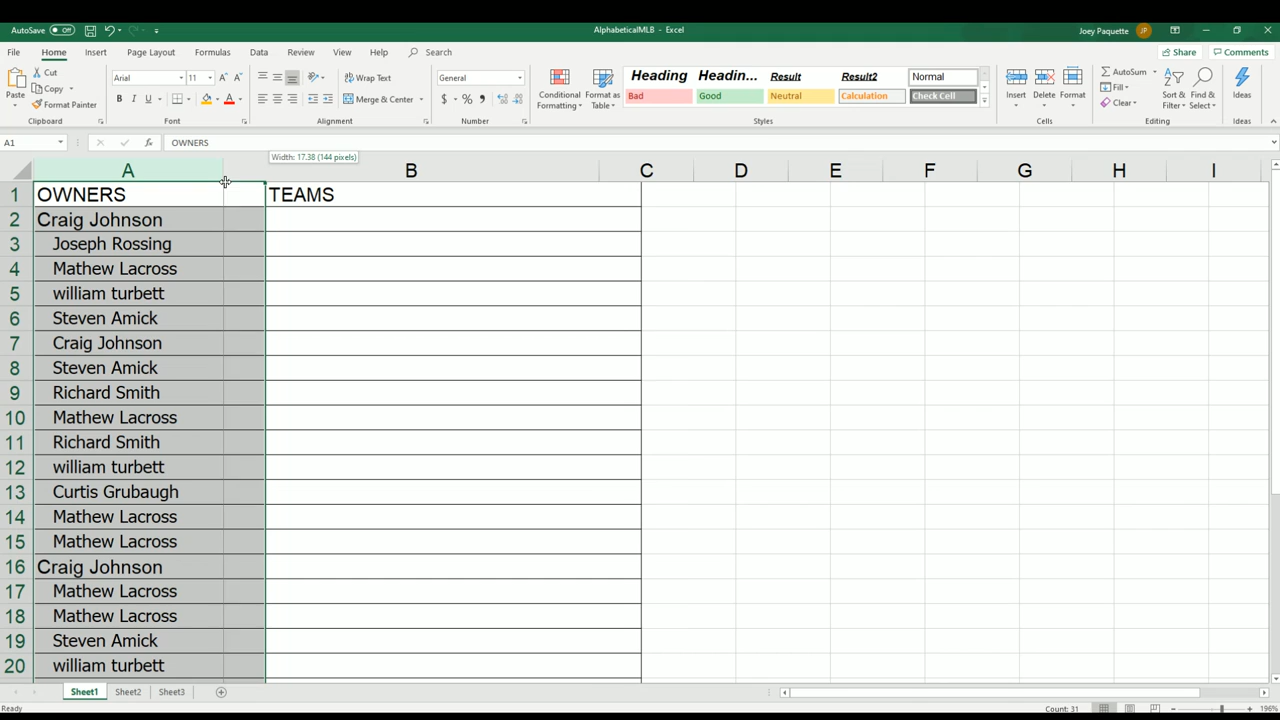 AutoSave Off AlphabeticalMLB - Excel Joey Paquette JP
File Home Insert Page Layout Formulas Data Review View Help Search Share Comments
Paste Cut Copy Format Painter Clipboard
Arial 11 A A B I U A Font
Wrap Text Merge & Center Alignment
General $ % , Number
Conditional Formatting Format as Table
Heading Headin... Result Result2 Normal
Bad Good Neutral Calculation Check Cell
Styles
Insert Delete Format Cells
AutoSum Fill Clear Sort & Filter Find & Select Editing
Ideas Ideas
A1 fx OWNERS
Width: 17.38 (144 pixels)
A B C D E F G H I
1 OWNERS TEAMS
2 Craig Johnson
3 Joseph Rossing
4 Mathew Lacross
5 william turbett
6 Steven Amick
7 Craig Johnson
8 Steven Amick
9 Richard Smith
10 Mathew Lacross
11 Richard Smith
12 william turbett
13 Curtis Grubaugh
14 Mathew Lacross
15 Mathew Lacross
16 Craig Johnson
17 Mathew Lacross
18 Mathew Lacross
19 Steven Amick
20 william turbett
Sheet1 Sheet2 Sheet3
Ready Count: 31 196%